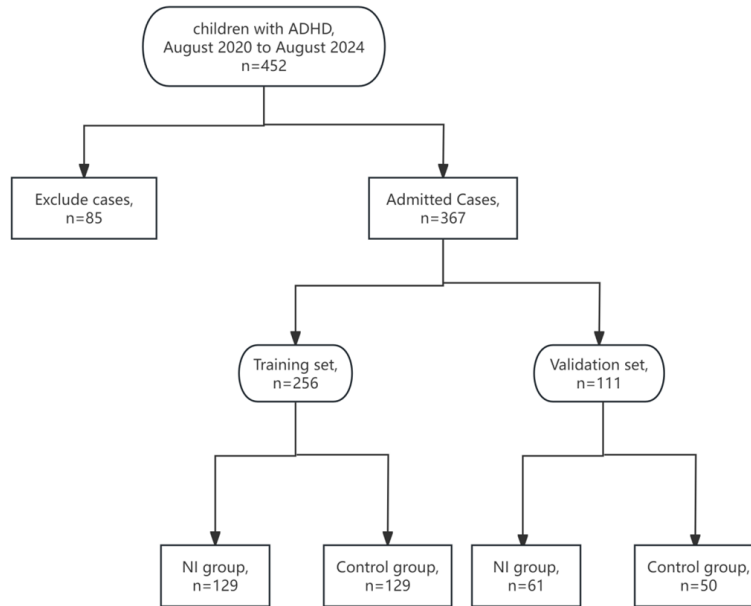 children with ADHD,
August 2020 to August 2024
n=452
Exclude cases,
n=85
Admitted Cases,
n=367
Training set,
n=256
Validation set,
n=111
NI group,
n=129
Control group,
n=129
NI group,
n=61
Control group,
n=50